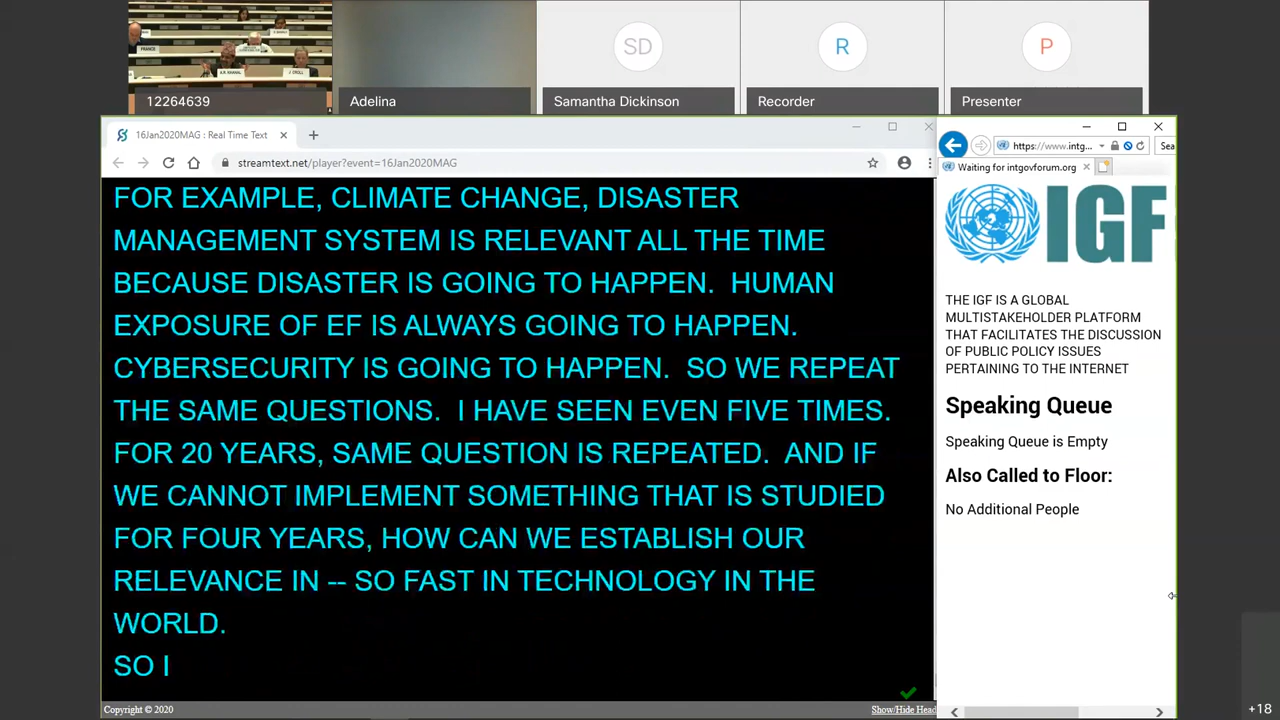 FRANCE
A.R. RAHMAL
J CROLL
SD
R
P
12264639
Adelina
Samantha Dickinson
Recorder
Presenter
16Jan2020MAG : Real Time Text
streamtext.net/player?event=16Jan2020MAG
FOR EXAMPLE, CLIMATE CHANGE, DISASTER
MANAGEMENT SYSTEM IS RELEVANT ALL THE TIME
BECAUSE DISASTER IS GOING TO HAPPEN.  HUMAN
EXPOSURE OF EF IS ALWAYS GOING TO HAPPEN.
CYBERSECURITY IS GOING TO HAPPEN.  SO WE REPEAT
THE SAME QUESTIONS.  I HAVE SEEN EVEN FIVE TIMES.
FOR 20 YEARS, SAME QUESTION IS REPEATED.  AND IF
WE CANNOT IMPLEMENT SOMETHING THAT IS STUDIED
FOR FOUR YEARS, HOW CAN WE ESTABLISH OUR
RELEVANCE IN -- SO FAST IN TECHNOLOGY IN THE
WORLD.
SO I
Copyright © 2020
Show/Hide Head
https://www.intg...
Sea
Waiting for intgovforum.org
IGF
THE IGF IS A GLOBAL
MULTISTAKEHOLDER PLATFORM
THAT FACILITATES THE DISCUSSION
OF PUBLIC POLICY ISSUES
PERTAINING TO THE INTERNET
Speaking Queue
Speaking Queue is Empty
Also Called to Floor:
No Additional People
+18